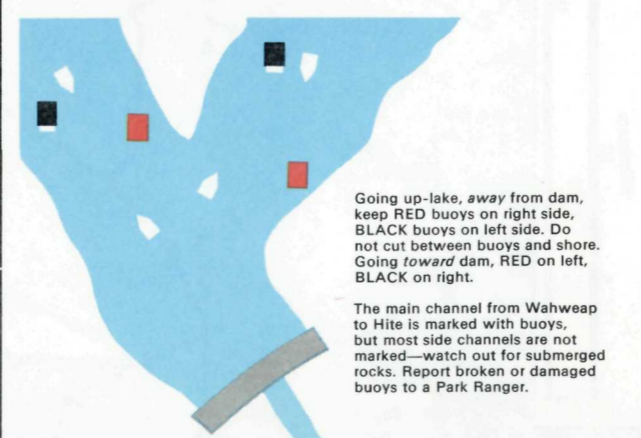 Going up-lake, away from dam,
keep RED buoys on right side,
BLACK buoys on left side. Do
not cut between buoys and shore.
Going toward dam, RED on left,
BLACK on right.
The main channel from Wahweap
to Hite is marked with buoys,
but most side channels are not
marked—watch out for submerged
rocks. Report broken or damaged
buoys to a Park Ranger.